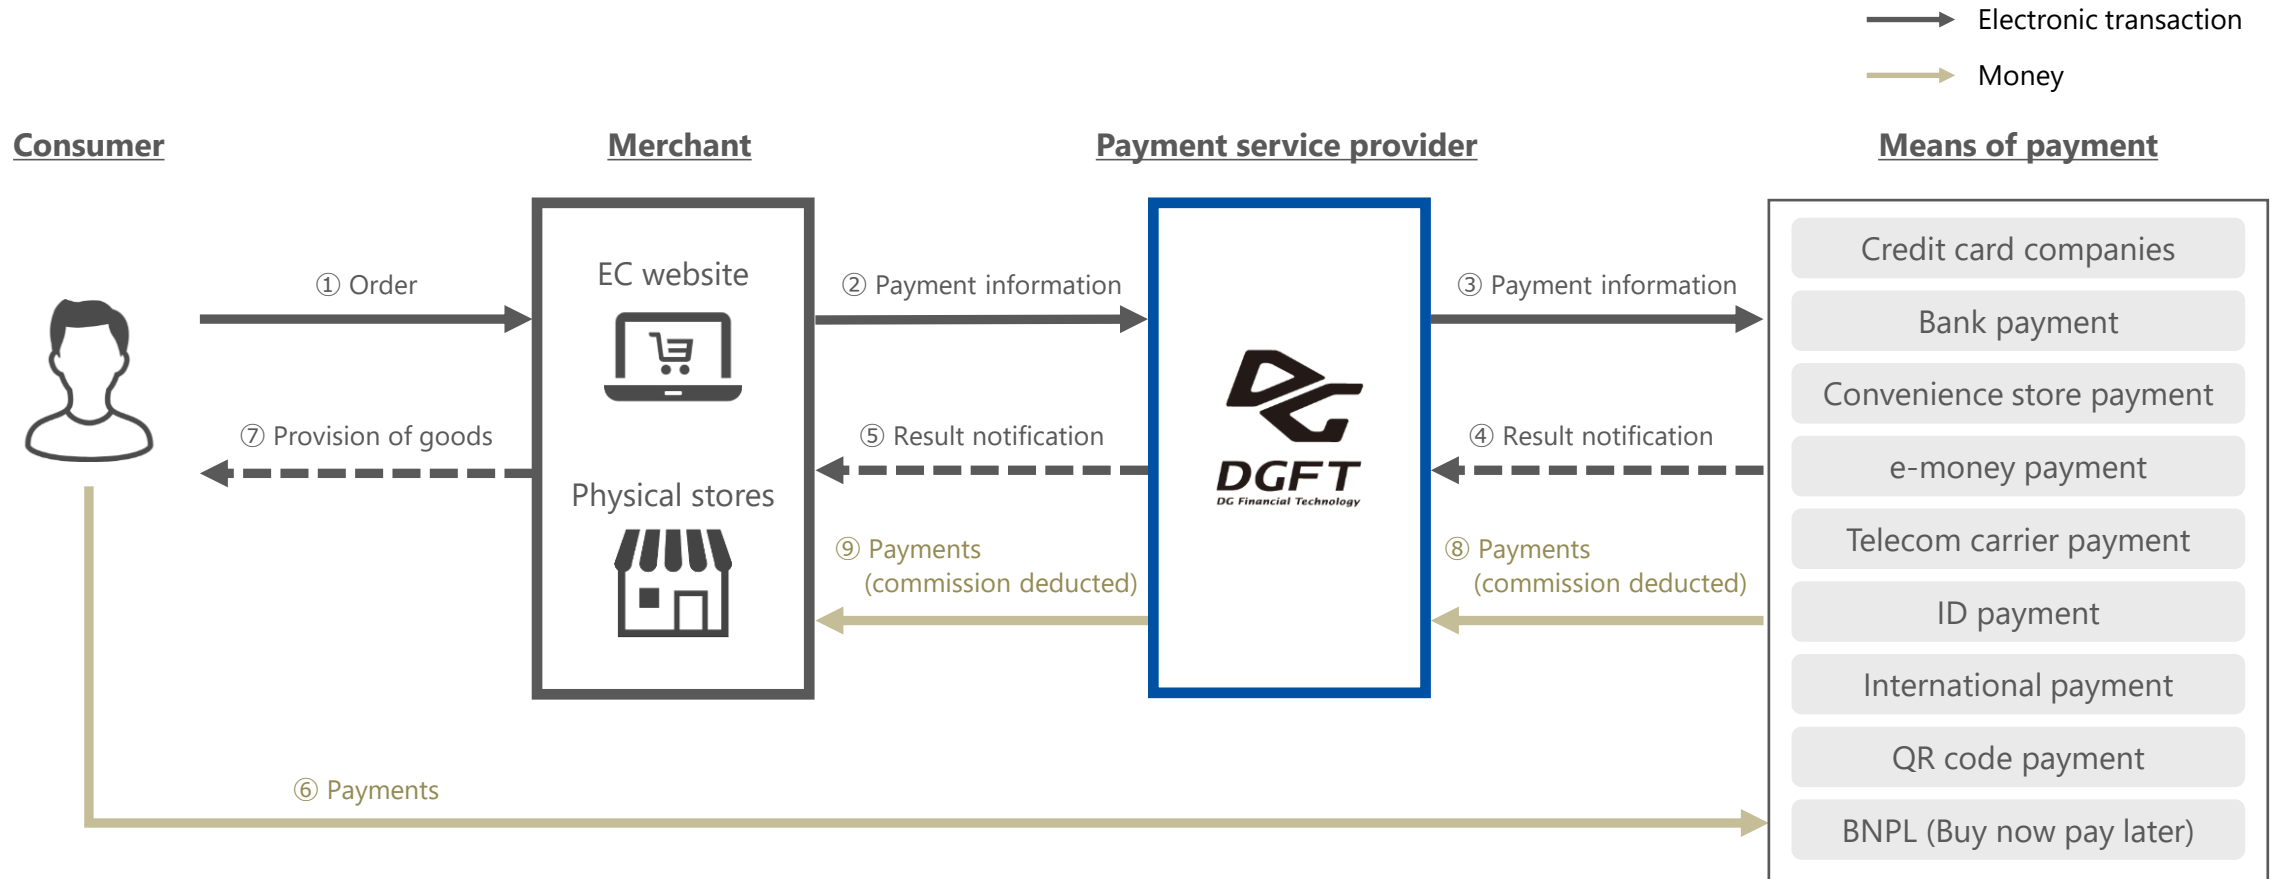 Electronic transaction
Money
Consumer
Merchant
Payment service provider
Means of payment
① Order
EC website
② Payment information
③ Payment information
⑦ Provision of goods
⑤ Result notification
④ Result notification
Physical stores
DGFT
DG Financial Technology
⑨ Payments
(commission deducted)
⑧ Payments
(commission deducted)
⑥ Payments
Credit card companies
Bank payment
Convenience store payment
e-money payment
Telecom carrier payment
ID payment
International payment
QR code payment
BNPL (Buy now pay later)